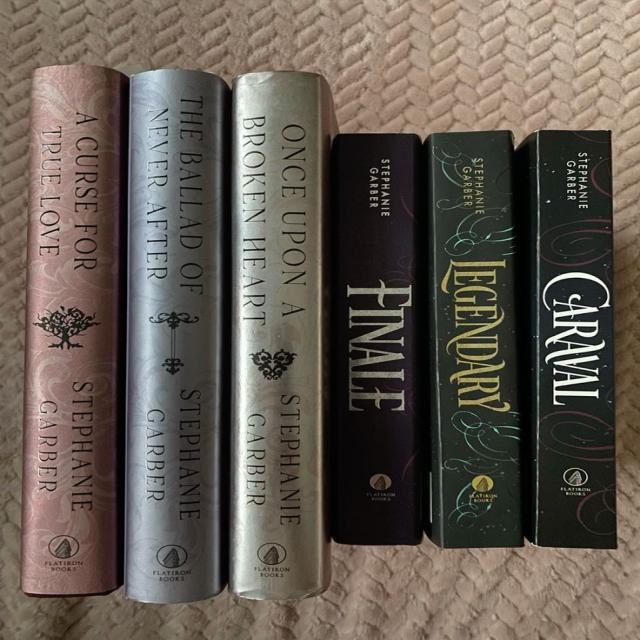 A CURSE FOR
TRUE LOVE
STEPHANIE
GARBER
FLATIRON
BOOKS
THE BALLAD OF
NEVER AFTER
STEPHANIE
GARBER
FLATIRON
BOOKS
ONCE UPON A
BROKEN HEART
STEPHANIE
GARBER
FLATIRON
BOOKS
STEPHANIE
GARBER
FINALE
FLATIRON
BOOKS
STEPHANIE
GARBER
LEGENDARY
FLATIRON
BOOKS
STEPHANIE
GARBER
CARAVAL
FLATIRON
BOOKS